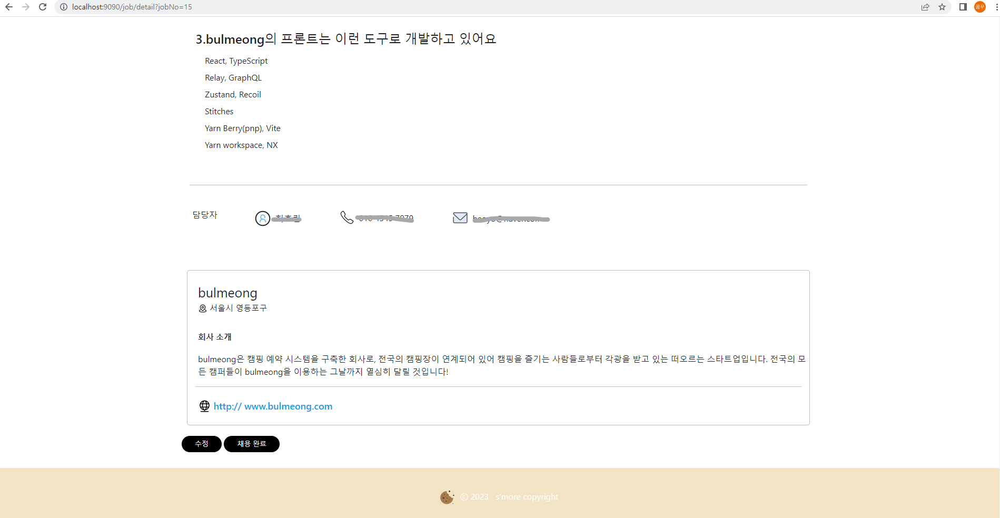 localhost:9090/job/detail?jobNo=15
꿈꾸
3.bulmeong의 프론트는 이런 도구로 개발하고 있어요
React, TypeScript
Relay, GraphQL
Zustand, Recoil
Stitches
Yarn Berry(pnp), Vite
Yarn workspace, NX
담당자
bulmeong
서울시 영등포구
회사 소개
bulmeong은 캠핑 예약 시스템을 구축한 회사로, 전국의 캠핑장이 연계되어 있어 캠핑을 즐기는 사람들로부터 각광을 받고 있는 떠오르는 스타트업입니다. 전국의 모
든 캠퍼들이 bulmeong을 이용하는 그날까지 열심히 달릴 것입니다!
http:// www.bulmeong.com
수정 채용 완료
© 2023 s'more copyright